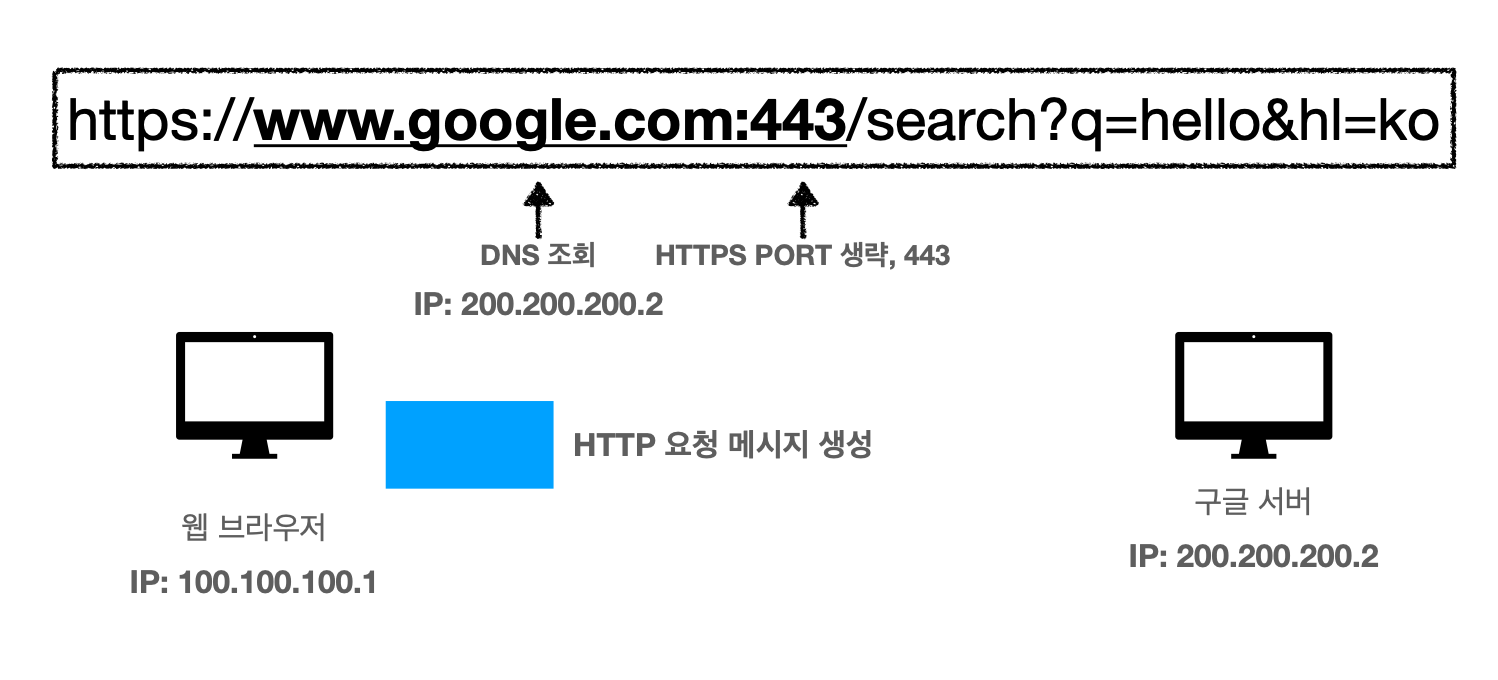 https://www.google.com:443/search?q=hello&hl=ko
DNS 조회
HTTPS PORT 생략, 443
IP: 200.200.200.2
HTTP 요청 메시지 생성
웹 브라우저
IP: 100.100.100.1
구글 서버
IP: 200.200.200.2